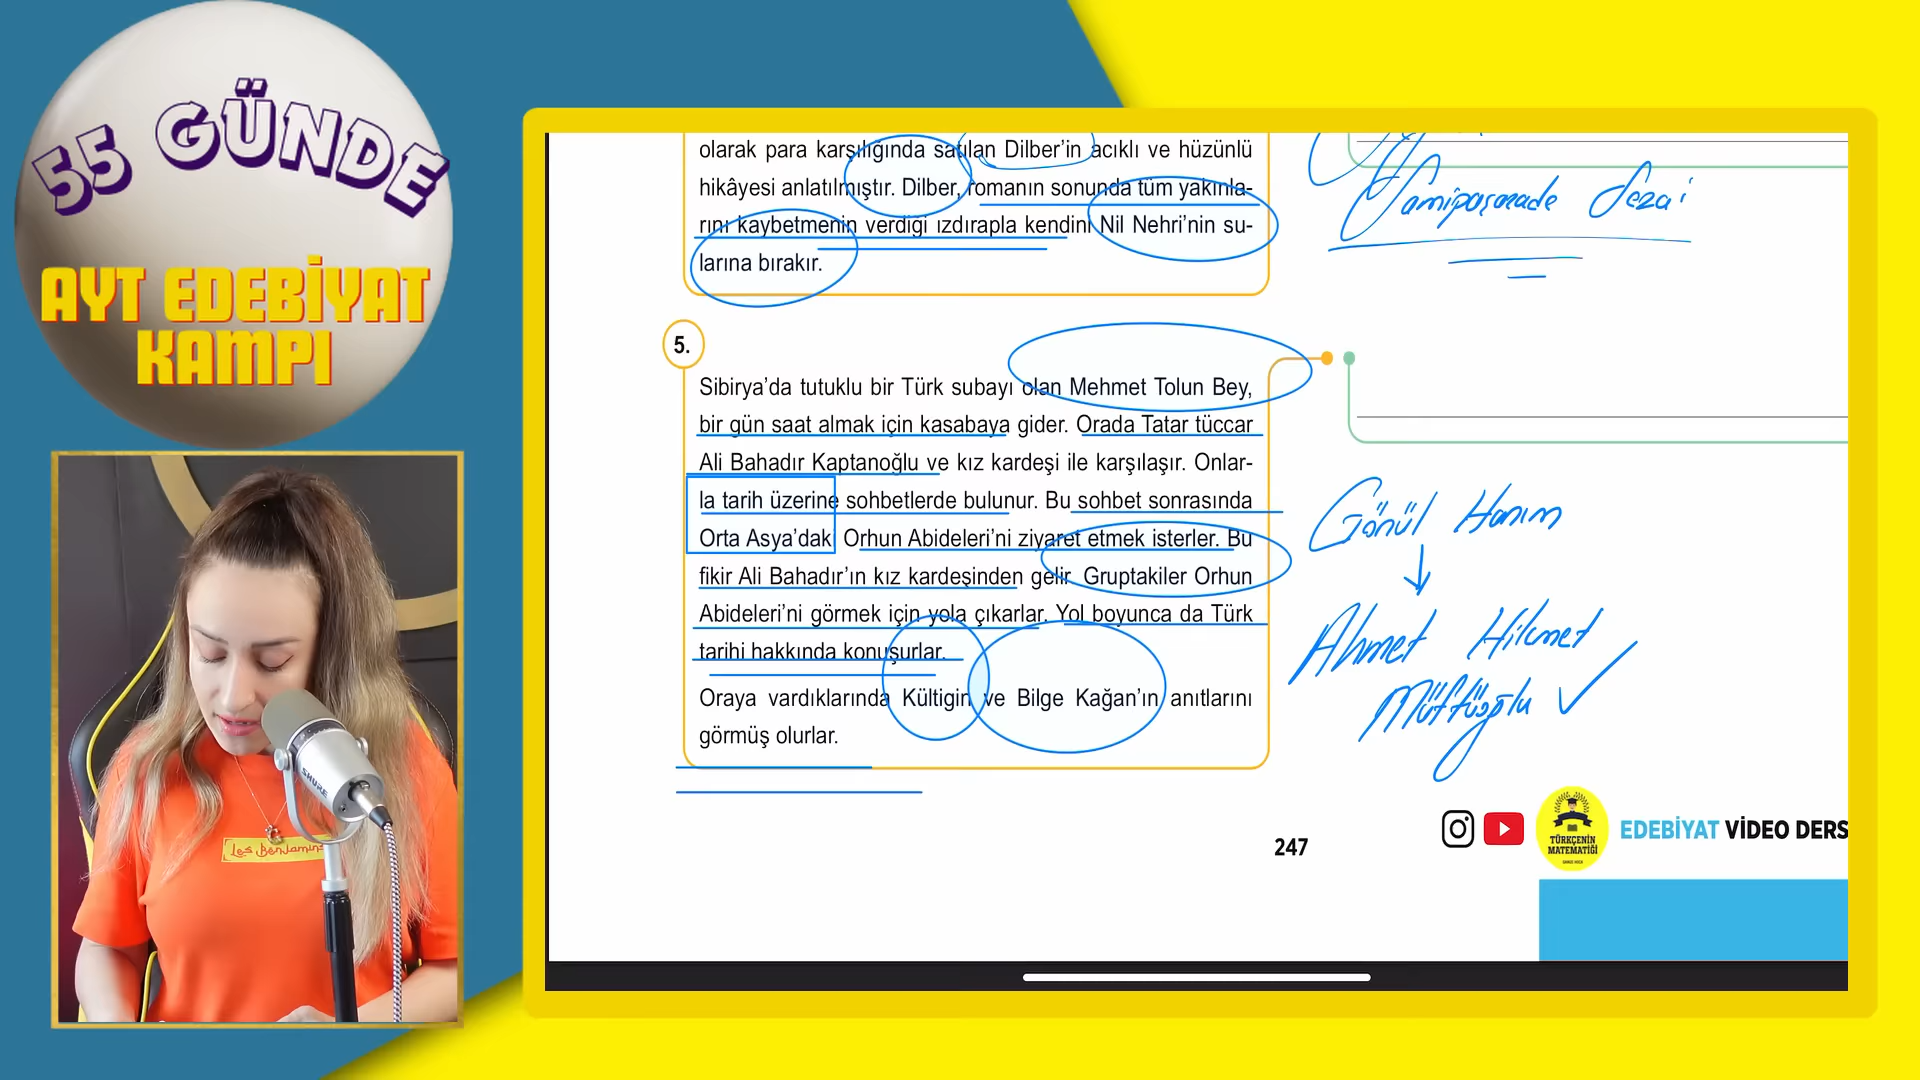 55 GÜNDE
AYT EDEBİYAT
KAMPI
olarak para karşılığında satılan Dilber'in acıklı ve hüzünlü
hikâyesi anlatılmıştır. Dilber, romanın sonunda tüm yakınla-
rını kaybetmenin verdiği ızdırapla kendini Nil Nehri'nin su-
larına bırakır.
Samipaşazade Sezai
5.
Sibirya'da tutuklu bir Türk subayı olan Mehmet Tolun Bey,
bir gün saat almak için kasabaya gider. Orada Tatar tüccar
Ali Bahadır Kaptanoğlu ve kız kardeşi ile karşılaşır. Onlar-
la tarih üzerine sohbetlerde bulunur. Bu sohbet sonrasında
Orta Asya'dak Orhun Abideleri'ni ziyaret etmek isterler. Bu
fikir Ali Bahadır'ın kız kardeşinden gelir. Gruptakiler Orhun
Abideleri'ni görmek için yola çıkarlar. Yol boyunca da Türk
tarihi hakkında konuşurlar.
Oraya vardıklarında Kültigin ve Bilge Kağan'ın anıtlarını
görmüş olurlar.
Gönül Hanım
Ahmet Hikmet
Müftüoğlu
247
TÜRKÇENİN
MATEMATİĞİ
EDEBİYAT VİDEO DERS
SHURE
Les Benjamins